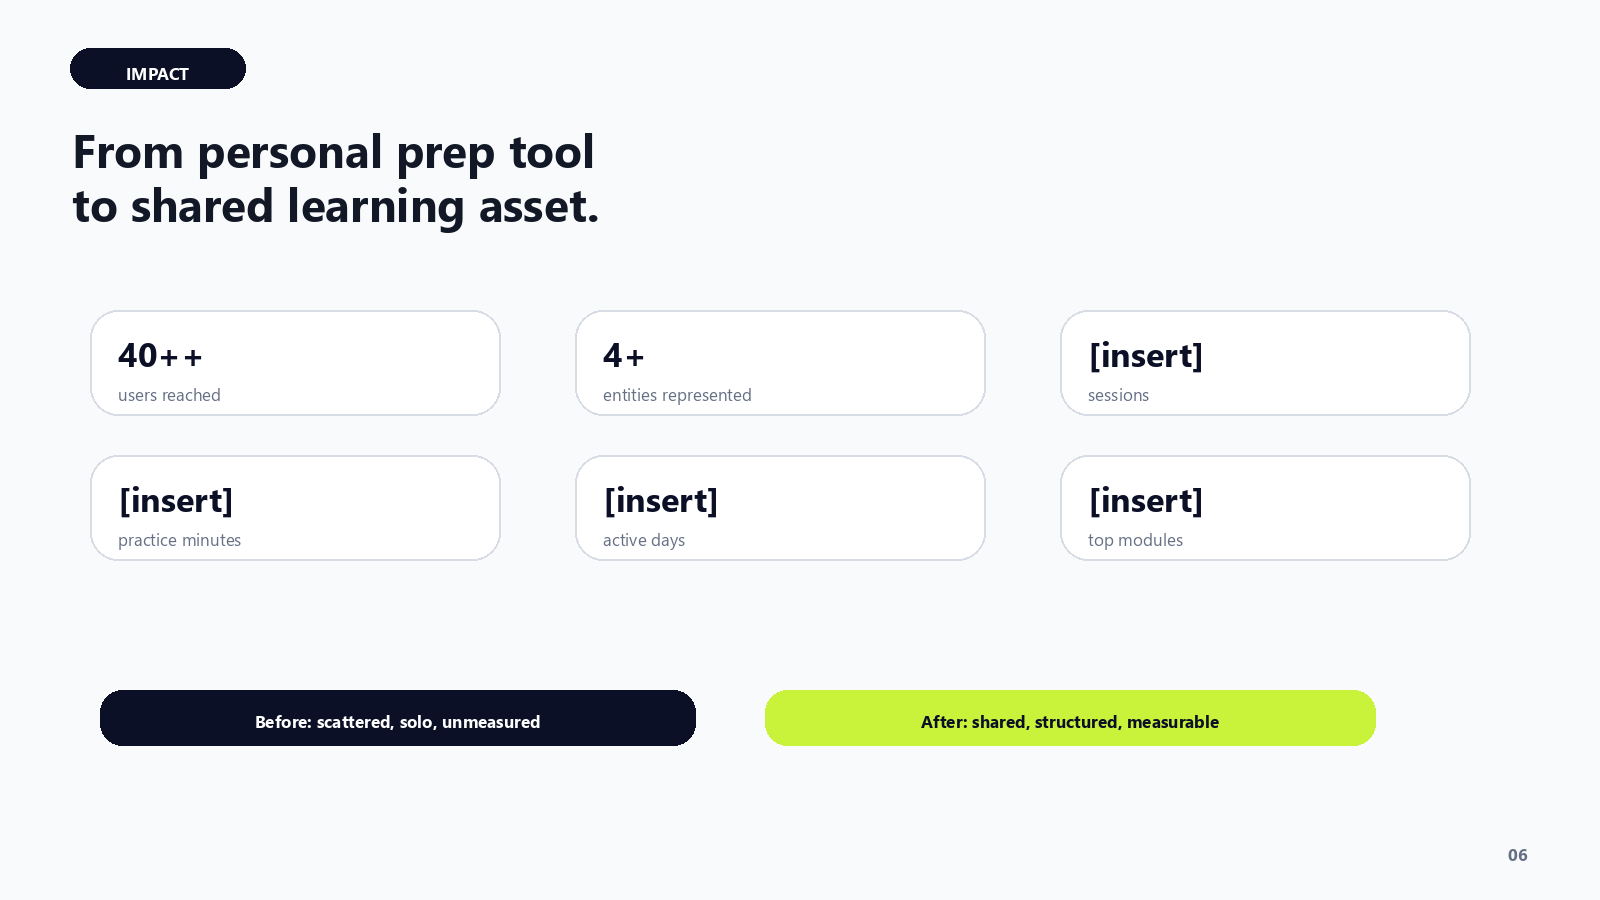 IMPACT
From personal prep tool
to shared learning asset.
40++
users reached
4+
entities represented
[insert]
sessions
[insert]
practice minutes
[insert]
active days
[insert]
top modules
Before: scattered, solo, unmeasured
After: shared, structured, measurable
06